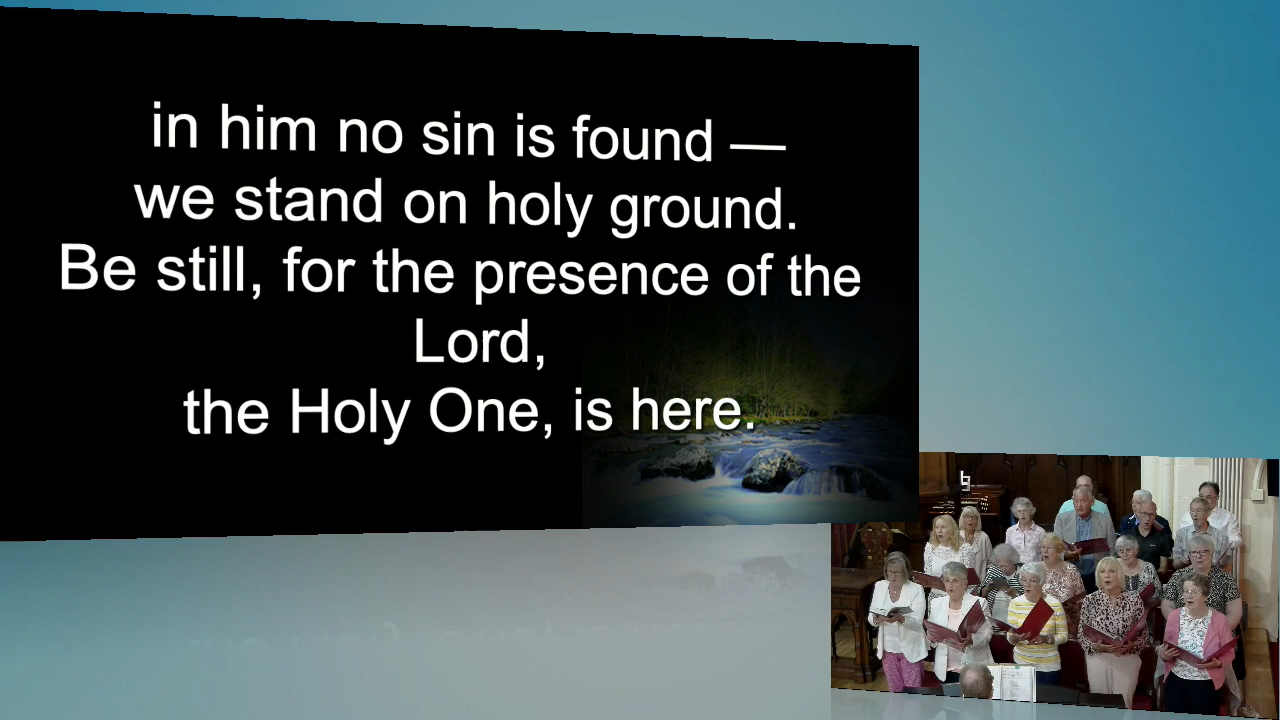 in him no sin is found —
we stand on holy ground.
Be still, for the presence of the
Lord,
the Holy One, is here.